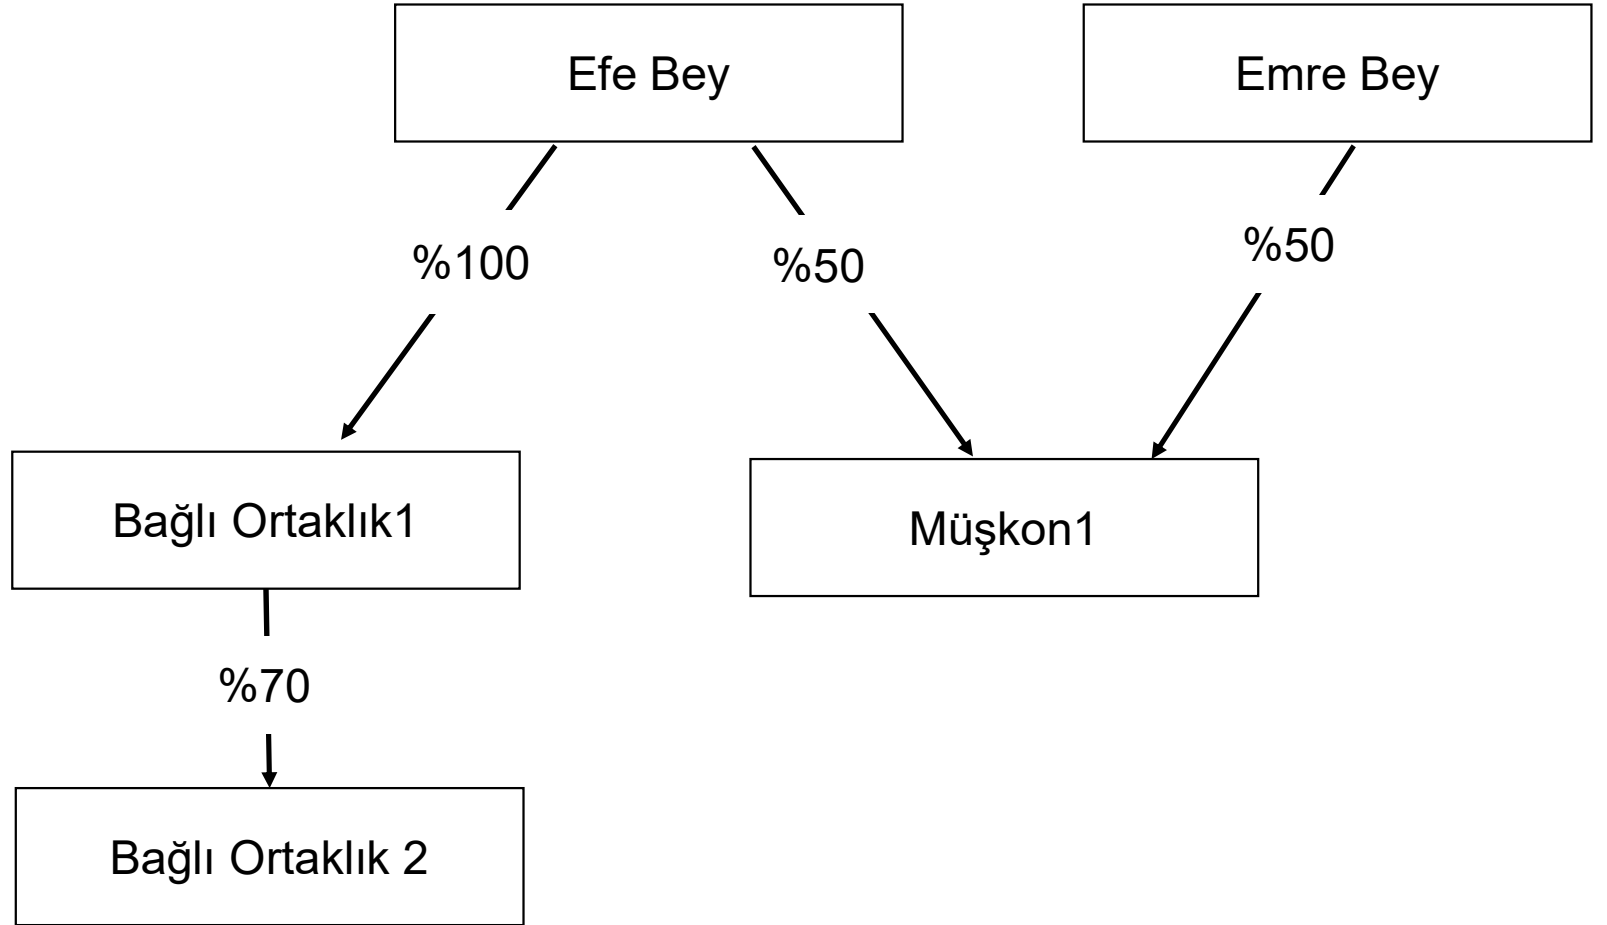 Efe Bey
Emre Bey
%100
%50
%50
Bağlı Ortaklık1
Müşkon1
%70
Bağlı Ortaklık 2